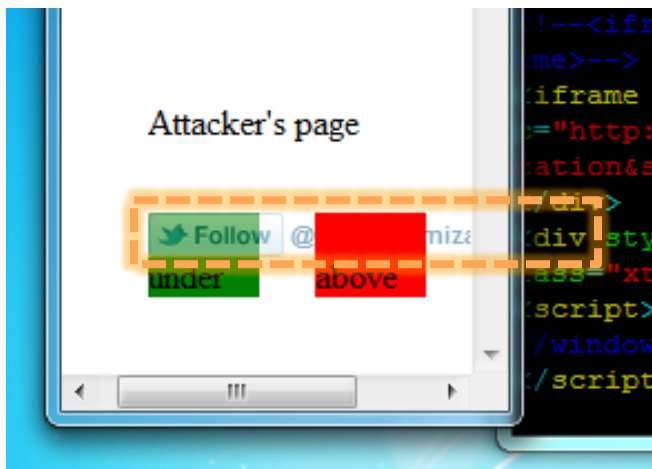 Attacker's page
Follow @ miza
under above
!--<ifr
me>-->
iframe
="http:
ation&s
/div>
div sty
ass="xt
script>
/window
/script